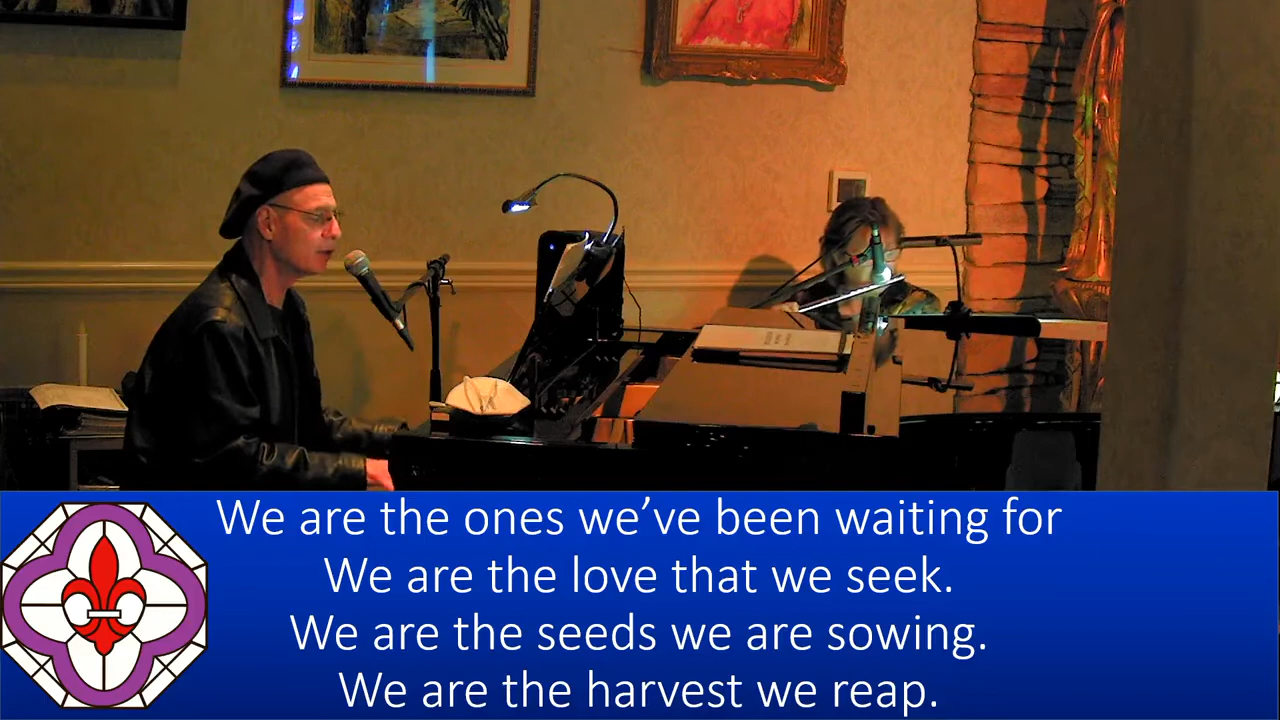 We are the ones we’ve been waiting for
We are the love that we seek.
We are the seeds we are sowing.
We are the harvest we reap.